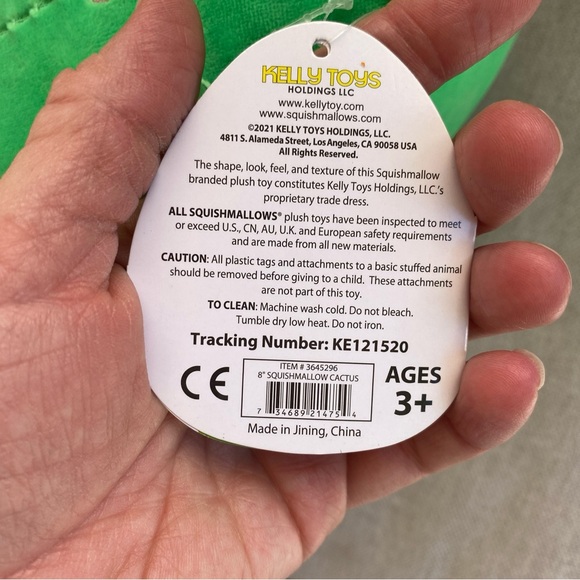 KELLY TOYS
HOLDINGS LLC
www.kellytoy.com
www.squishmallows.com
©2021 KELLY TOYS HOLDINGS, LLC.
4811 S. Alameda Street, Los Angeles, CA 90058 USA
All Rights Reserved.
The shape, look, feel, and texture of this Squishmallow
branded plush toy constitutes Kelly Toys Holdings, LLC.'s
proprietary trade dress.
ALL SQUISHMALLOWS® plush toys have been inspected to meet
or exceed U.S., CN, AU, U.K. and European safety requirements
and are made from all new materials.
CAUTION: All plastic tags and attachments to a basic stuffed animal
should be removed before giving to a child. These attachments
are not part of this toy.
TO CLEAN: Machine wash cold. Do not bleach.
Tumble dry low heat. Do not iron.
Tracking Number: KE121520
CE
ITEM # 3645296
8" SQUISHMALLOW CACTUS
7 34689 21475 4
AGES
3+
Made in Jining, China